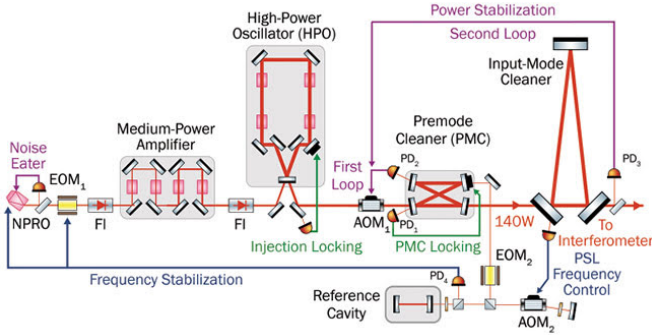 High-Power
Oscillator (HPO)
Power Stabilization
Second Loop
Input-Mode
Cleaner
Medium-Power
Amplifier
Premode
Cleaner (PMC)
Noise
Eater
EOM1
First
Loop
PD2
PD3
NPRO
FI
FI
AOM1
PD1
140W
To
Interferometer
Injection Locking
PMC Locking
EOM2
PSL
Frequency
Control
Frequency Stabilization
PD4
Reference
Cavity
AOM2